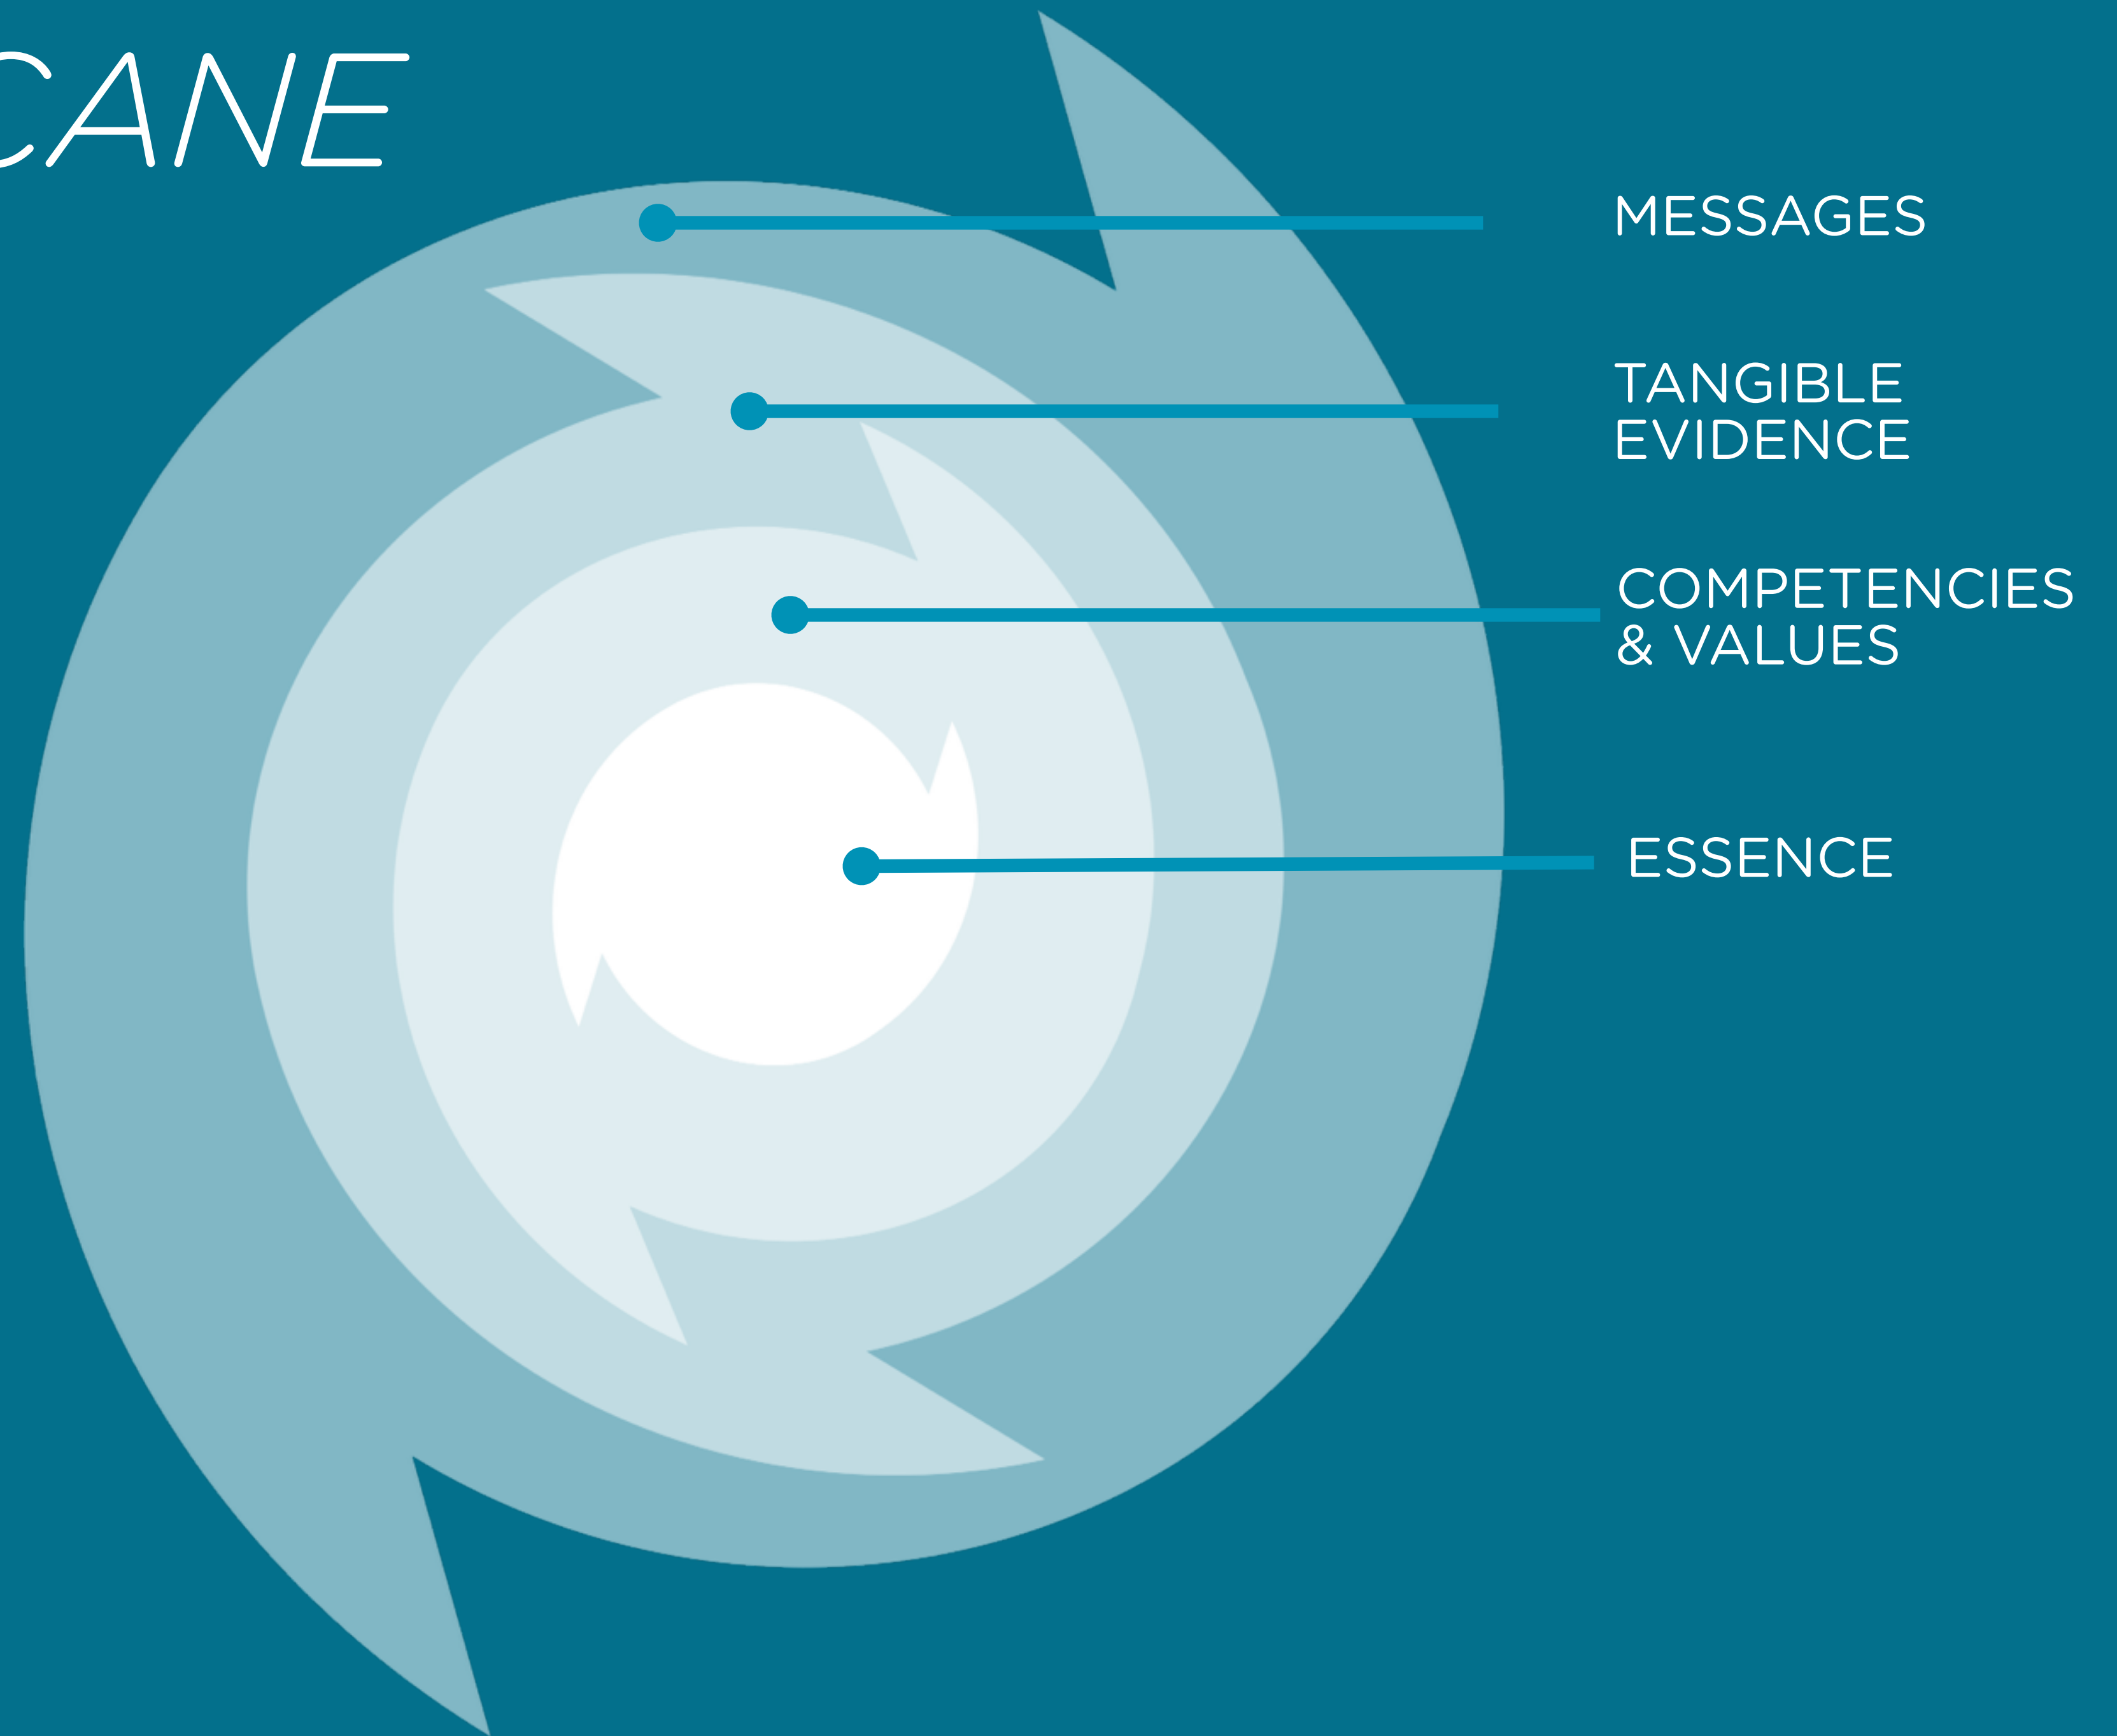 CANE
MESSAGES
TANGIBLE
EVIDENCE
COMPETENCIES
& VALUES
ESSENCE